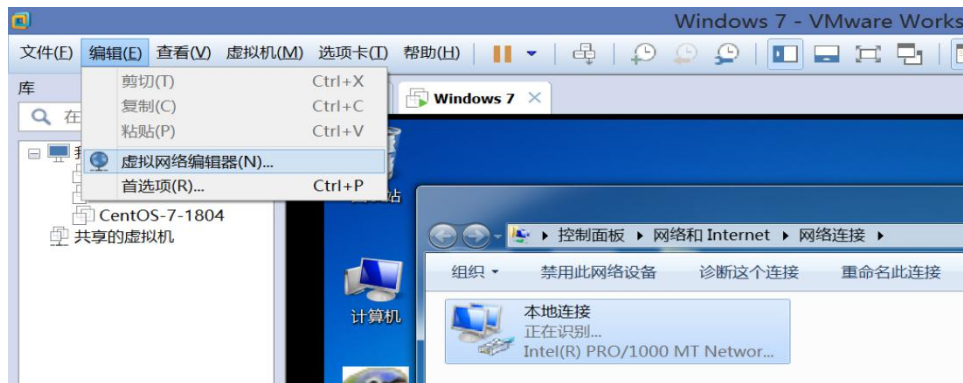 Windows 7 - VMware Works
文件(F) 编辑(E) 查看(V) 虚拟机(M) 选项卡(T) 帮助(H)
库
剪切(T) Ctrl+X
Windows 7
复制(C) Ctrl+C
在
粘贴(P) Ctrl+V
虚拟网络编辑器(N)...
首选项(R)... Ctrl+P
站
CentOS-7-1804
共享的虚拟机
控制面板 网络和 Internet 网络连接
组织 禁用此网络设备 诊断这个连接 重命名此连接
计算机
本地连接
正在识别...
Intel(R) PRO/1000 MT Networ...